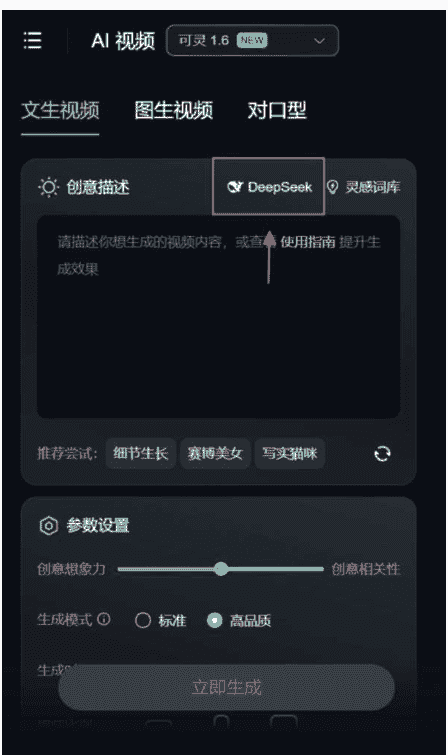 AI 视频 可灵 1.6 NEW
文生视频 图生视频 对口型
创意描述 DeepSeek 灵感词库
请描述你想生成的视频内容，或查看 使用指南 提升生
成效果
推荐尝试： 细节生长 赛博美女 写实猫咪
参数设置
创意想象力 创意相关性
生成模式 标准 高品质
生成
立即生成